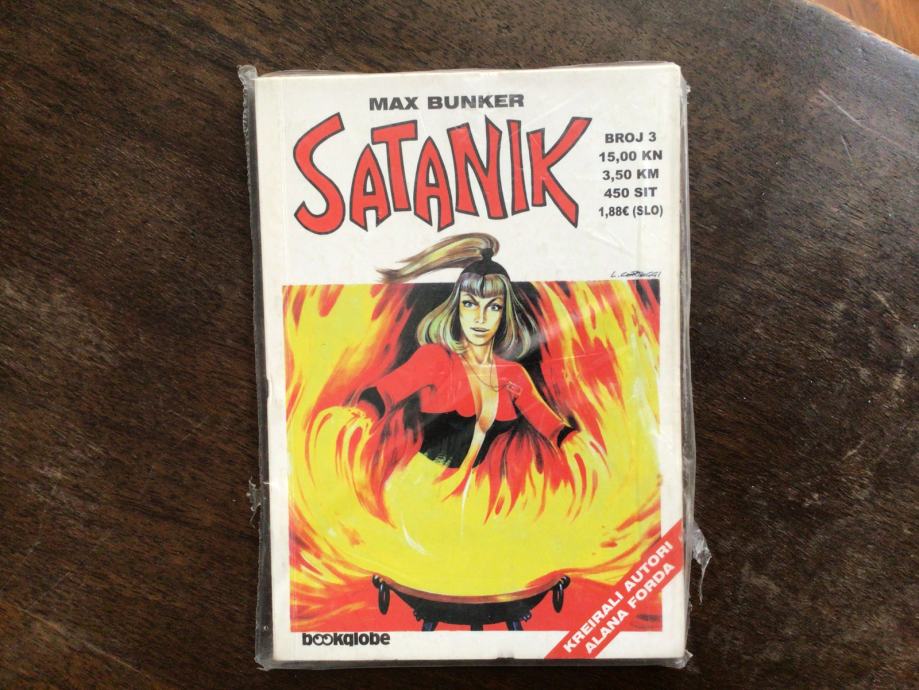 MAX BUNKER
SATANIK
BROJ 3
15,00 KN
3,50 KM
450 SIT
1,88€ (SLO)
KREIRALI AUTORI
ALANA FORDA
bookglobe